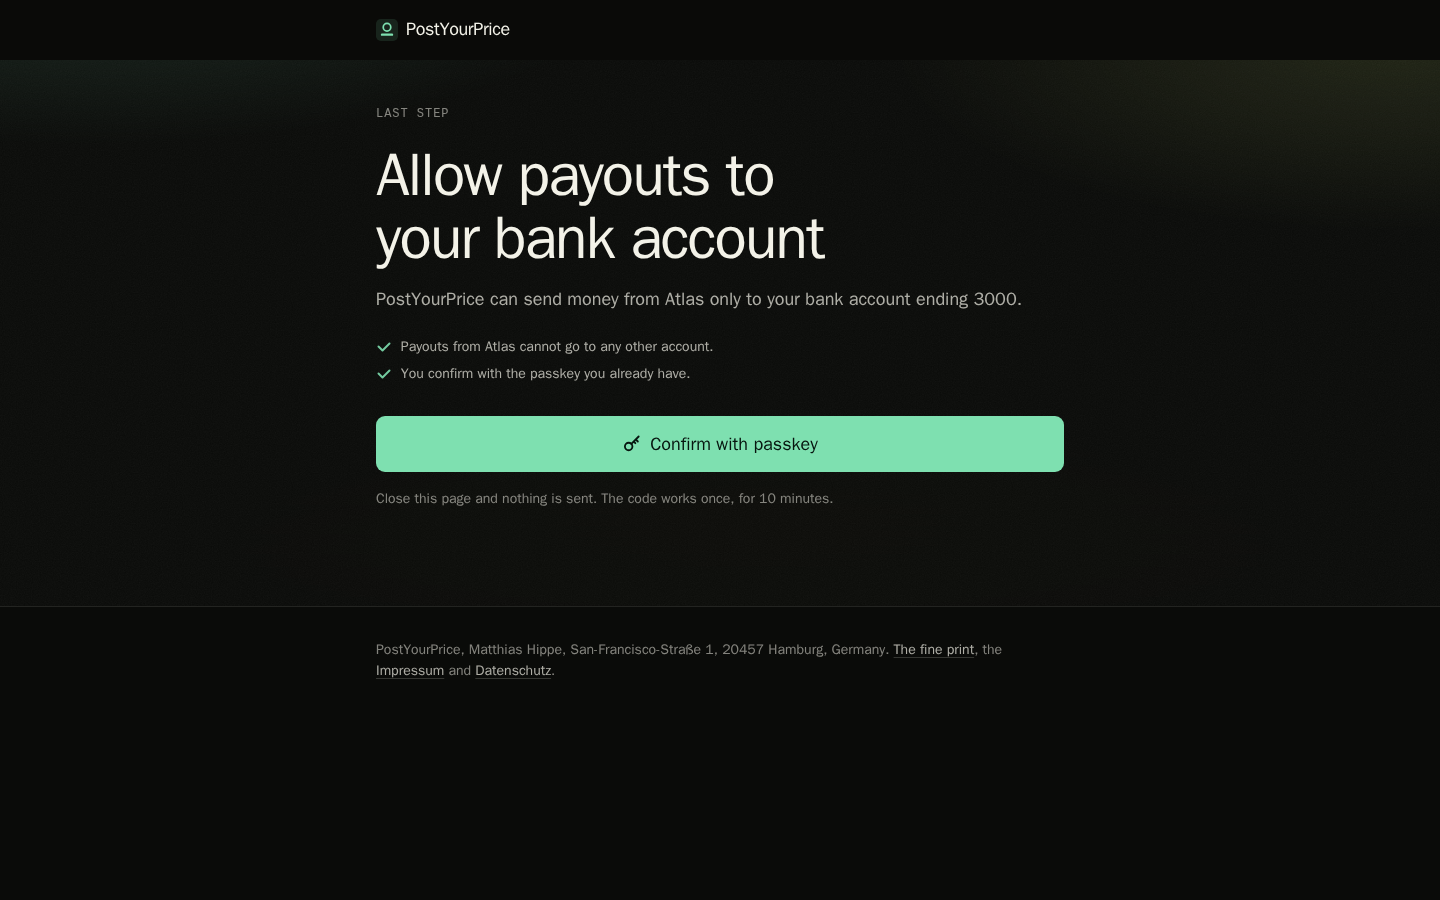 PostYourPrice
LAST STEP
Allow payouts to
your bank account
PostYourPrice can send money from Atlas only to your bank account ending 3000.
Payouts from Atlas cannot go to any other account.
You confirm with the passkey you already have.
Confirm with passkey
Close this page and nothing is sent. The code works once, for 10 minutes.
PostYourPrice, Matthias Hippe, San-Francisco-Straße 1, 20457 Hamburg, Germany. The fine print, the
Impressum and Datenschutz.